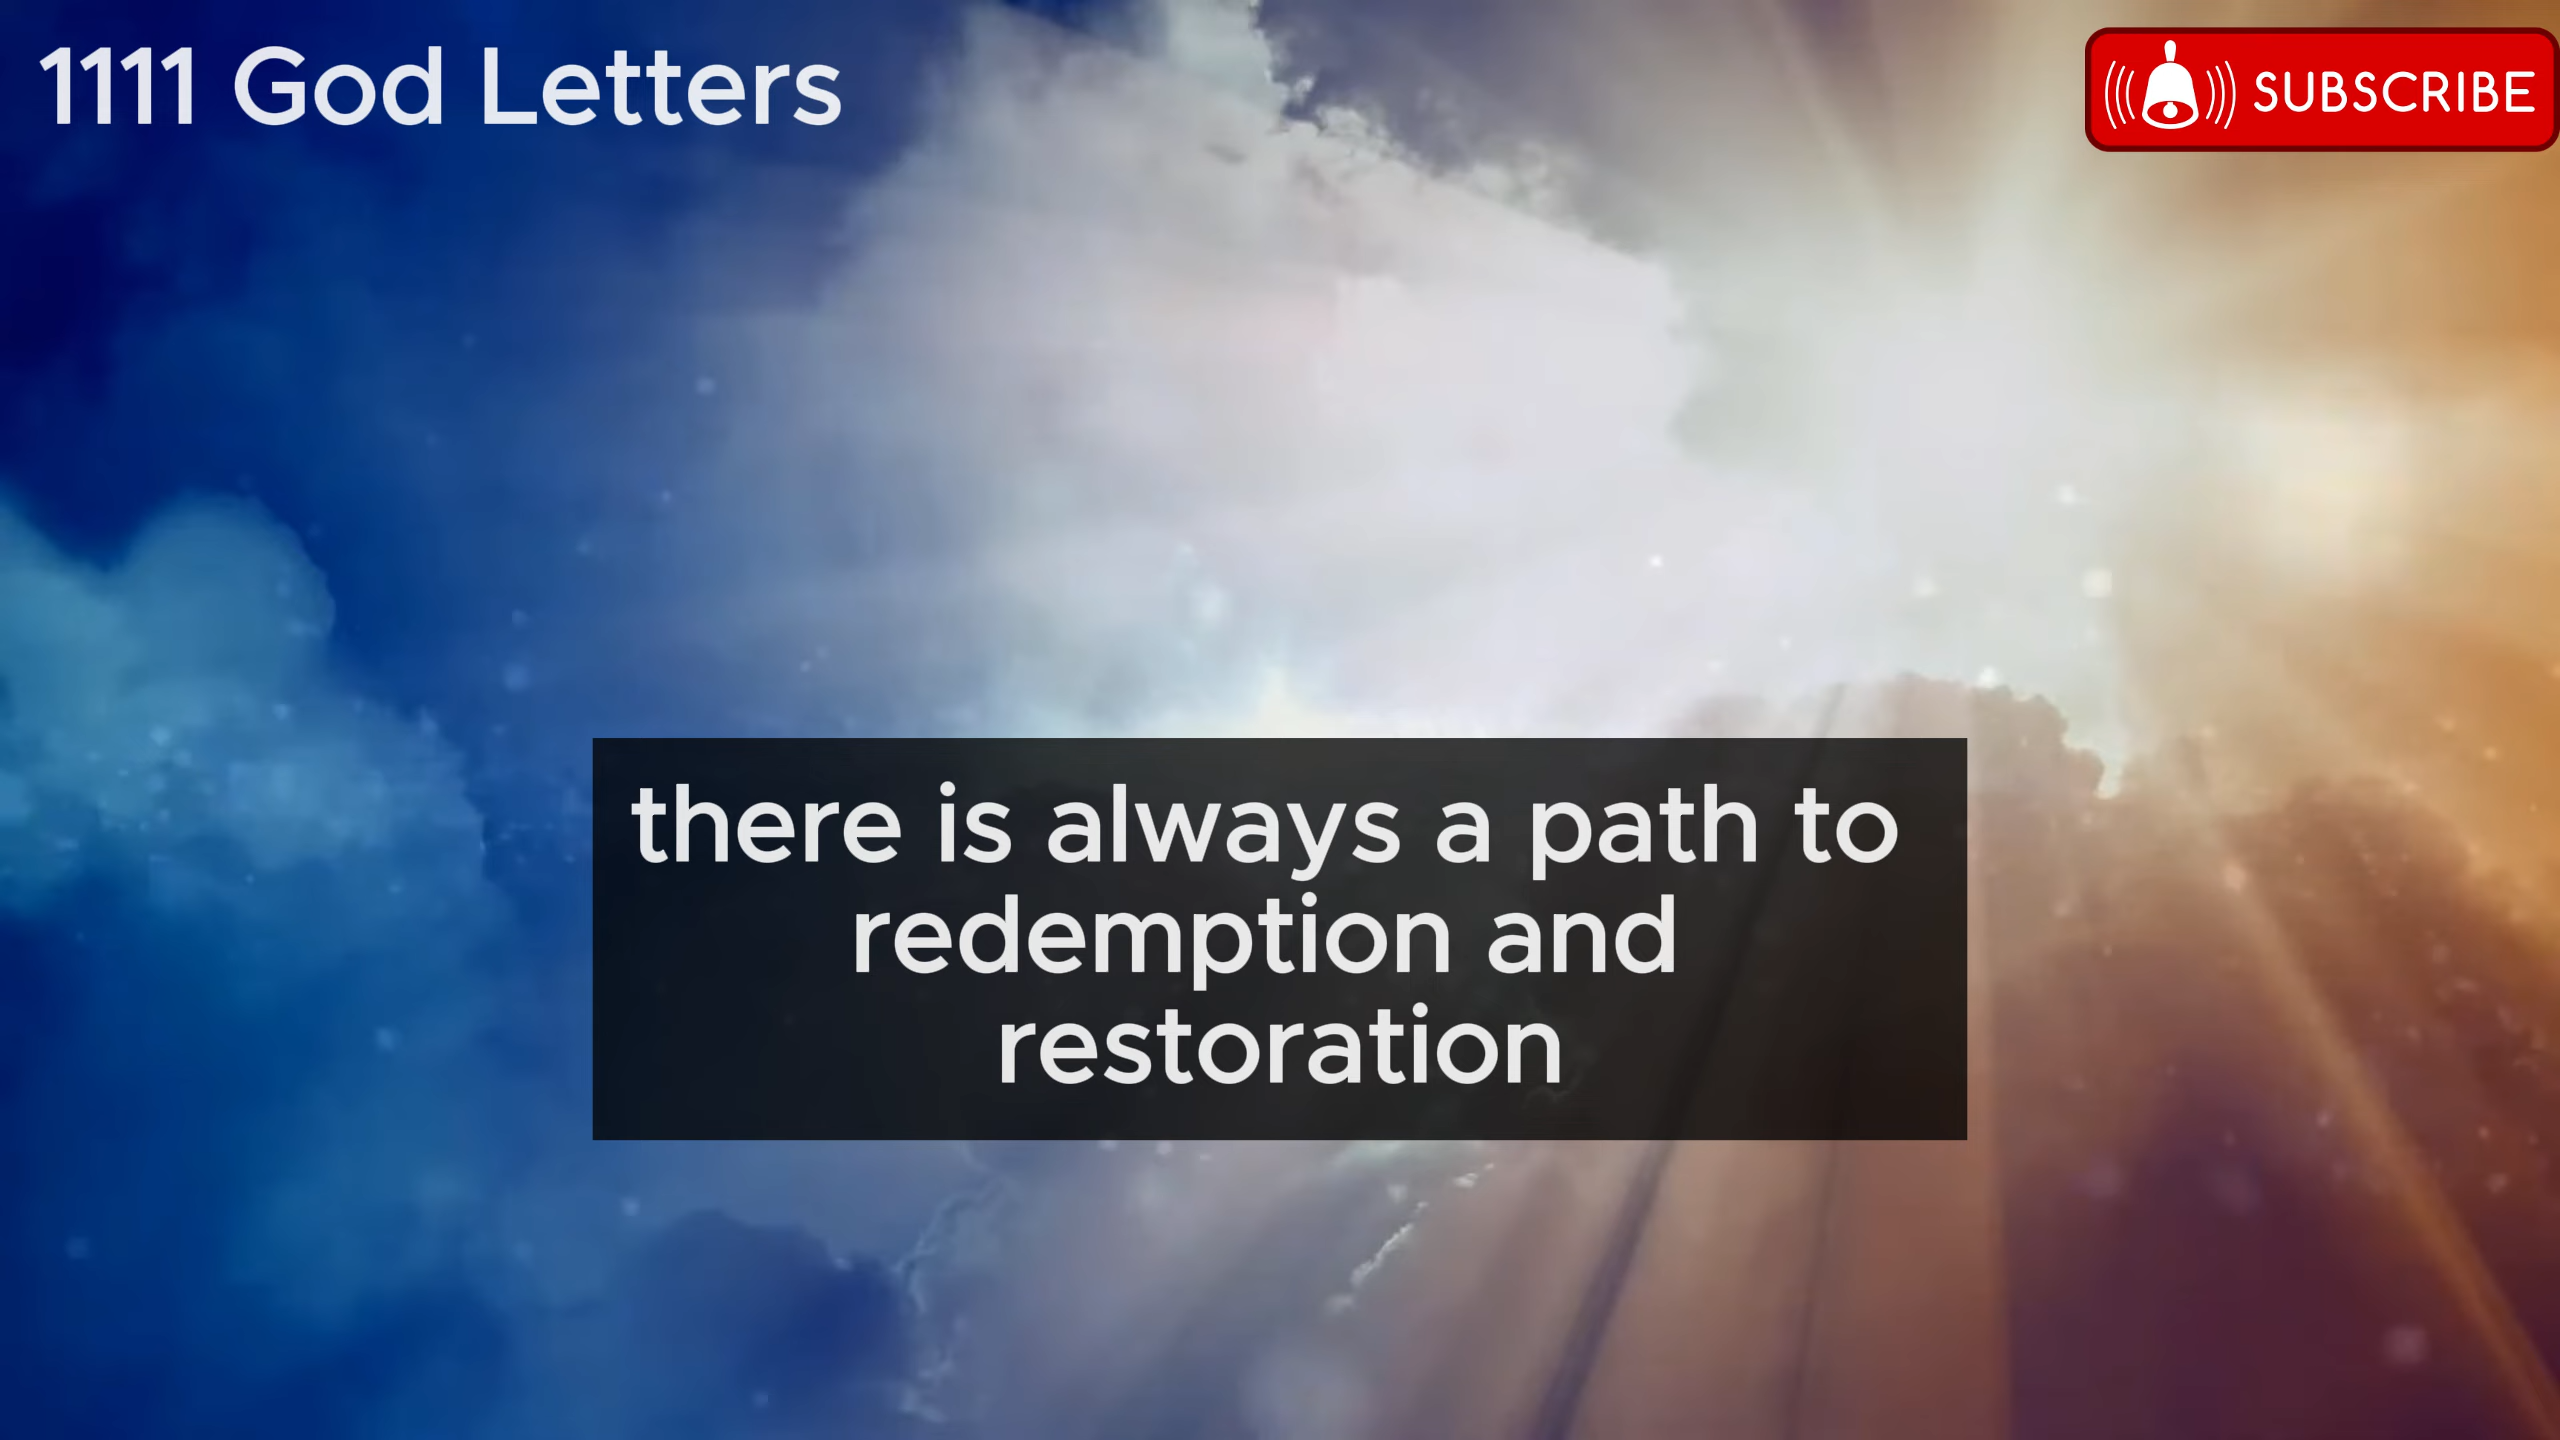 1111 God Letters
SUBSCRIBE
there is always a path to
redemption and
restoration